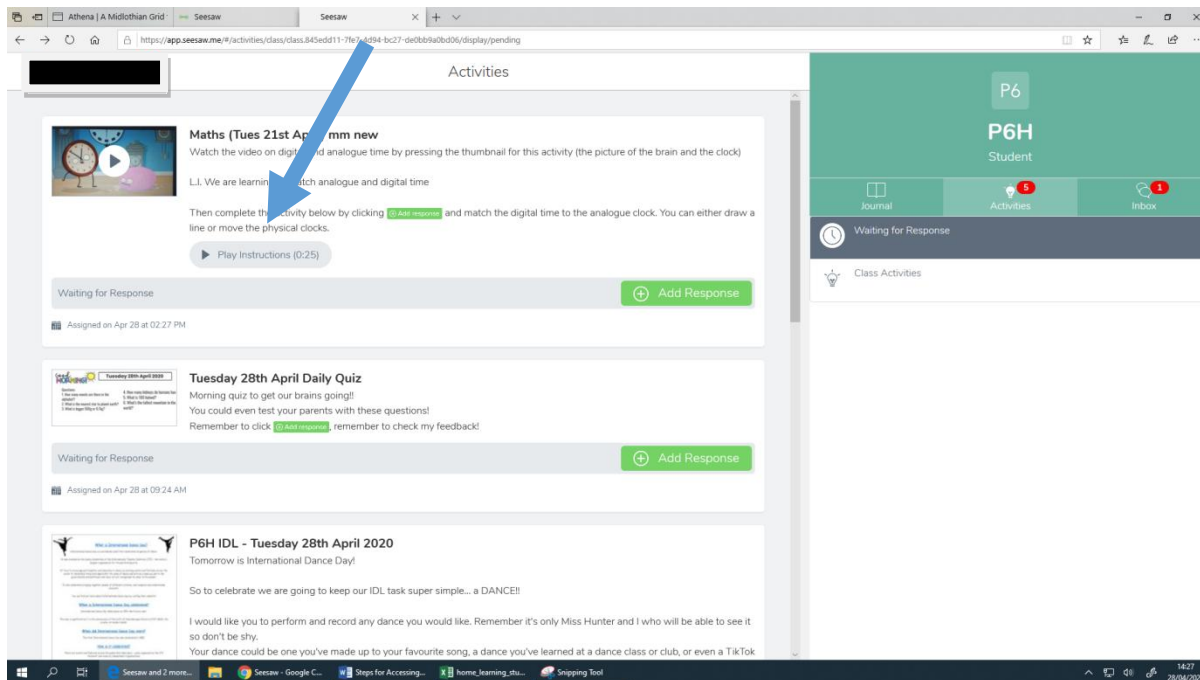 Athena | A Midlothian Grid
Seesaw
Seesaw
https://app.seesaw.me/#/activities/class/class.845edd11-7fe7-4d94-bc27-de0bb9a0bd06/display/pending
Activities
Maths (Tues 21st Ap mm new
Watch the video on digit d analogue time by pressing the thumbnail for this activity (the picture of the brain and the clock)
L.I. We are learnin atch analogue and digital time
Then complete th ctivity below by clicking Add response and match the digital time to the analogue clock. You can either draw a
line or move the physical clocks.
Play Instructions (0:25)
Waiting for Response
Add Response
Assigned on Apr 28 at 02:27 PM
Tuesday 28th April 2020
Tuesday 28th April Daily Quiz
Morning quiz to get our brains going!!
You could even test your parents with these questions!
Remember to click Add response, remember to check my feedback!
Waiting for Response
Add Response
Assigned on Apr 28 at 09:24 AM
P6H IDL - Tuesday 28th April 2020
Tomorrow is International Dance Day!
So to celebrate we are going to keep our IDL task super simple... a DANCE!!
I would like you to perform and record any dance you would like. Remember it's only Miss Hunter and I who will be able to see it
so don't be shy.
Your dance could be one you've made up to your favourite song, a dance you've learned at a dance class or club, or even a TikTok
P6
P6H
Student
Journal
5
Activities
1
Inbox
Waiting for Response
Class Activities
Seesaw and 2 more...
Seesaw - Google C...
Steps for Accessing...
home_learning_stu...
Snipping Tool
14:27